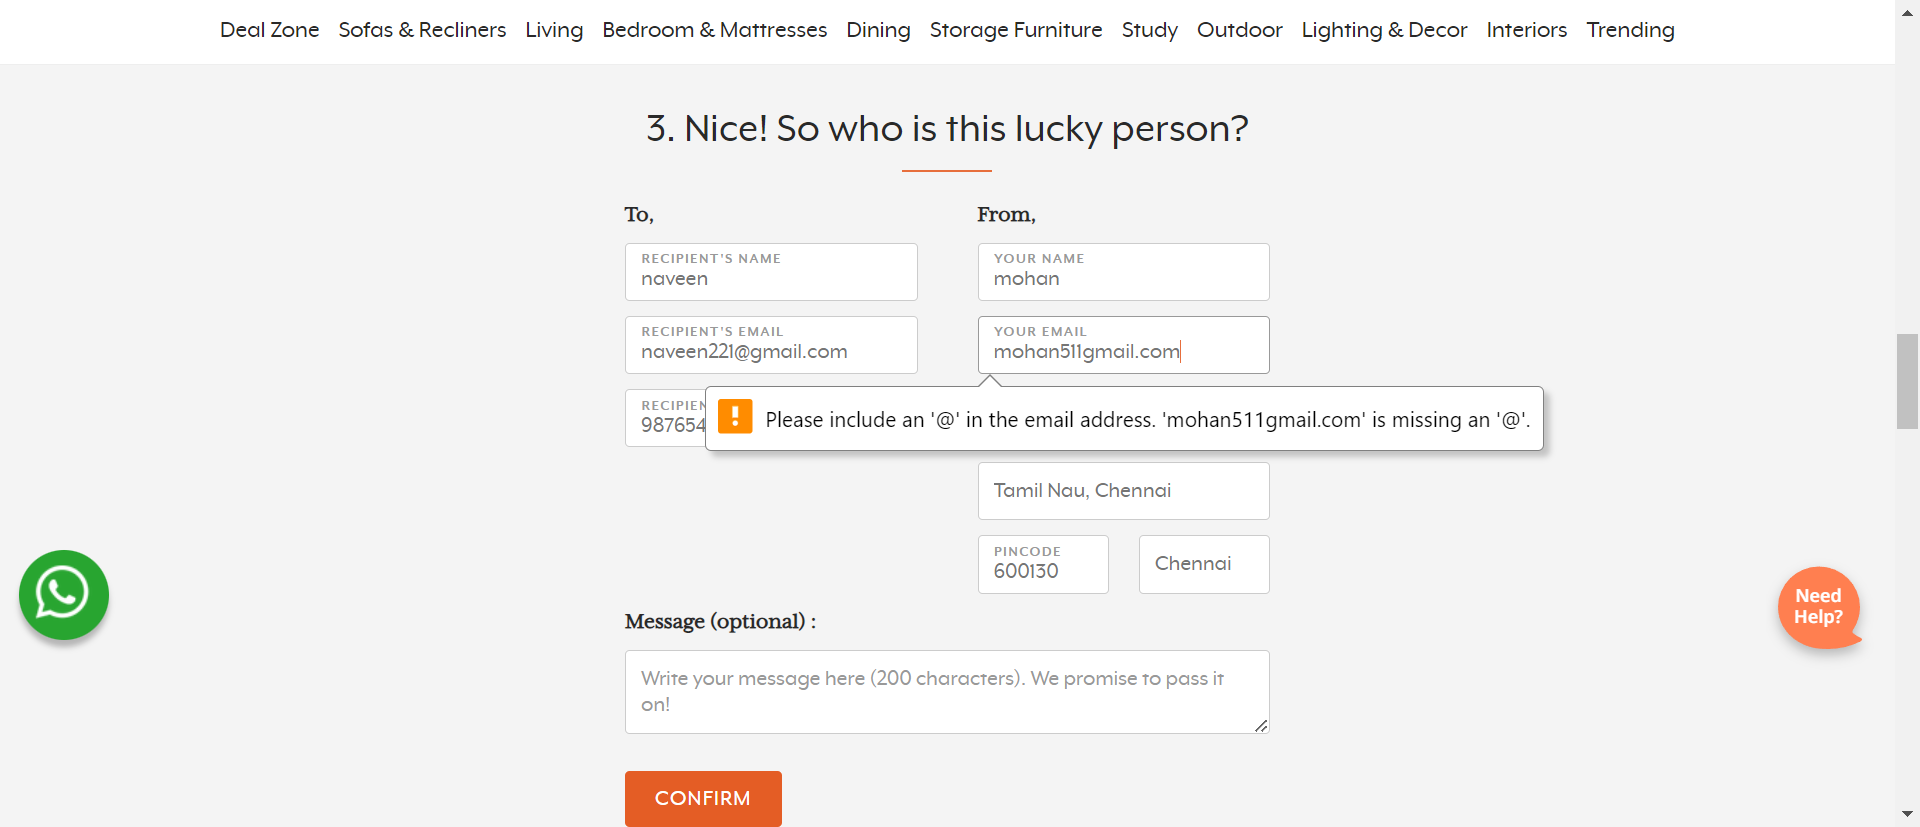 Deal Zone Sofas & Recliners Living Bedroom & Mattresses Dining Storage Furniture Study Outdoor Lighting & Decor Interiors Trending
3. Nice! So who is this lucky person?
To,
RECIPIENT'S NAME
naveen
RECIPIENT'S EMAIL
naveen221@gmail.com
From,
YOUR NAME
mohan
YOUR EMAIL
mohan511gmail.com
Please include an '@' in the email address. 'mohan511gmail.com' is missing an '@'.
Tamil Nau, Chennai
PINCODE
600130
Chennai
Message (optional) :
Write your message here (200 characters). We promise to pass it
on!
CONFIRM
Need
Help?